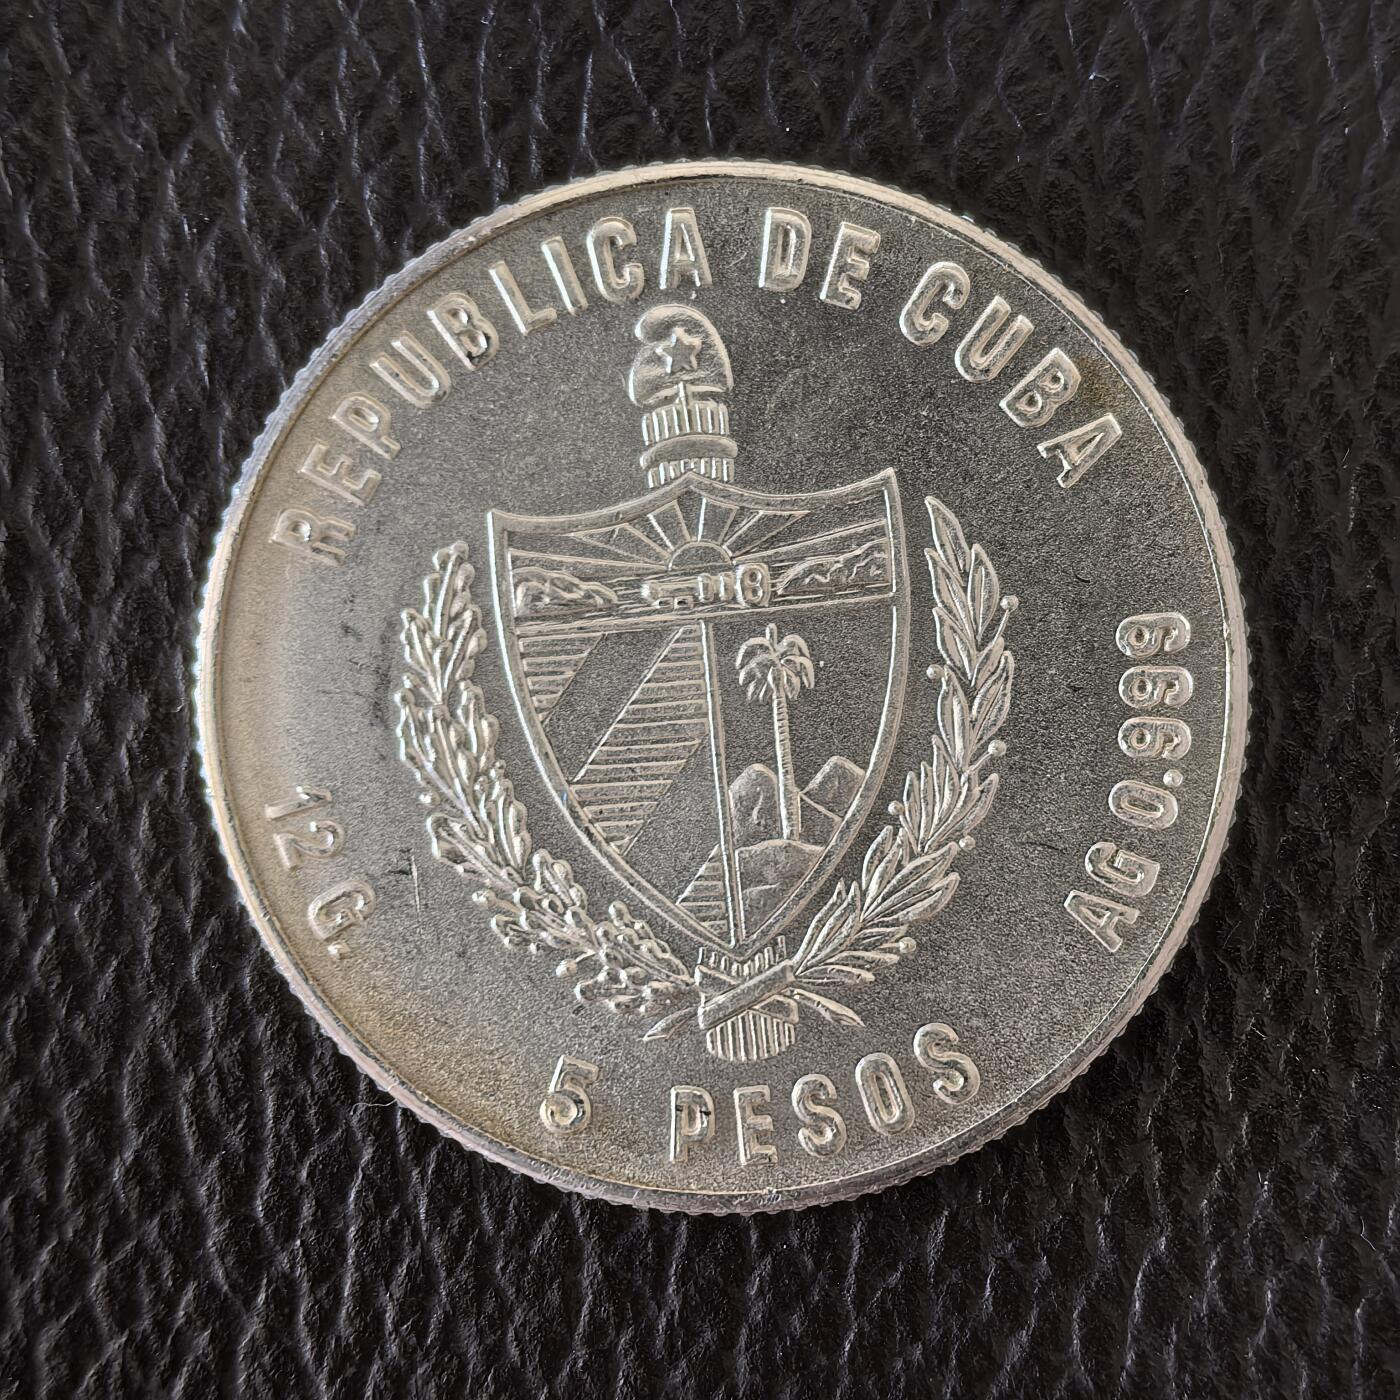 REPUBLICA DE CUBA
12 G.
AG 0.999
5 PESOS